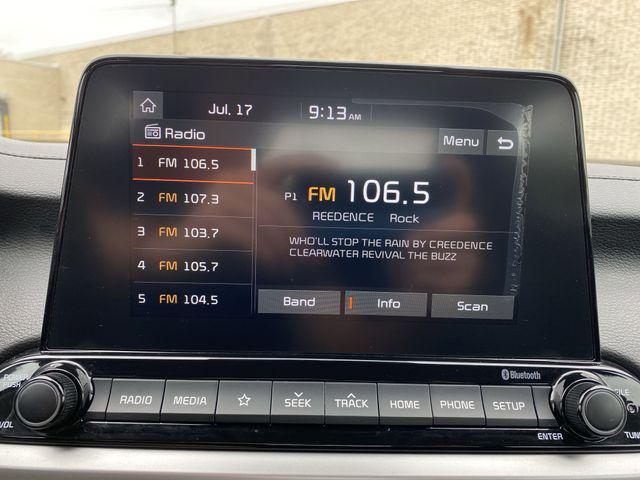 Jul. 17 9:13 AM
Radio Menu
1 FM 106.5
2 FM 107.3
3 FM 103.7
4 FM 105.7
5 FM 104.5
P1 FM 106.5
REEDENCE Rock
WHO'LL STOP THE RAIN BY CREEDENCE
CLEARWATER REVIVAL THE BUZZ
Band Info Scan
Bluetooth
POWER
PUSH
VOL
RADIO MEDIA SEEK TRACK HOME PHONE SETUP
FILE
ENTER
TUNE